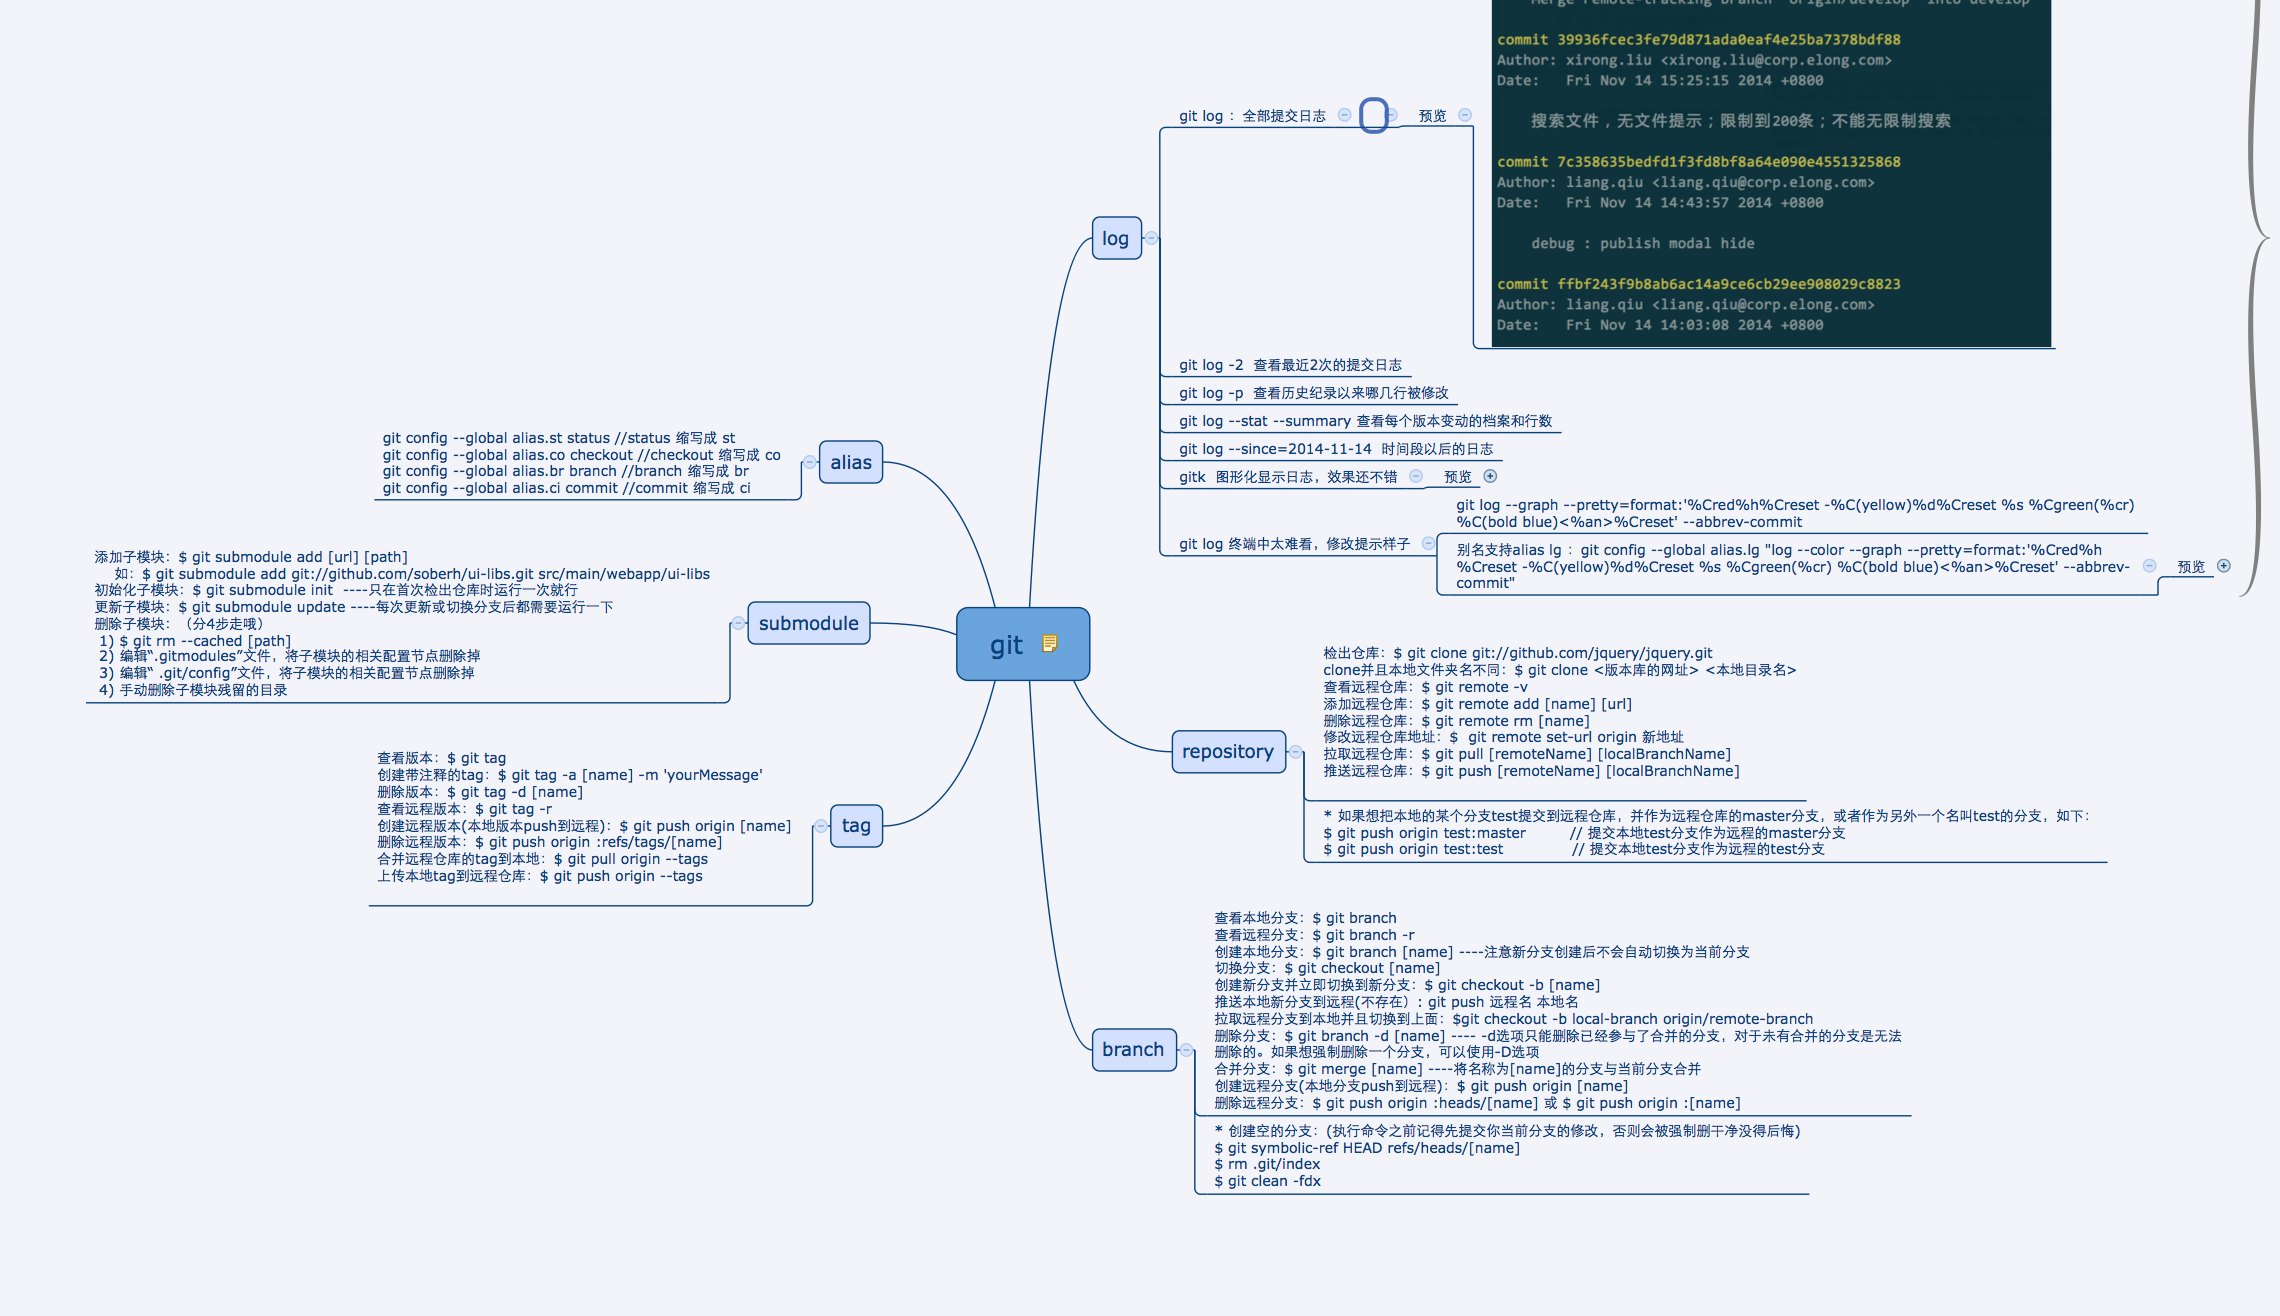 Merge remote-tracking branch 'origin/develop' into develop
commit 39936fcec3fe79d871ada0eaf4e25ba7378bdf88
Author: xirong.liu <xirong.liu@corp.elong.com>
Date:   Fri Nov 14 15:25:15 2014 +0800
搜索文件，无文件提示；限制到200条；不能无限制搜索
commit 7c358635bedfd1f3fd8bf8a64e090e4551325868
Author: liang.qiu <liang.qiu@corp.elong.com>
Date:   Fri Nov 14 14:43:57 2014 +0800
debug : publish modal hide
commit ffbf243f9b8ab6ac14a9ce6cb29ee908029c8823
Author: liang.qiu <liang.qiu@corp.elong.com>
Date:   Fri Nov 14 14:03:08 2014 +0800
git log：全部提交日志
预览
log
git log -2  查看最近2次的提交日志
git log -p  查看历史纪录以来哪几行被修改
git log --stat --summary 查看每个版本变动的档案和行数
git log --since=2014-11-14  时间段以后的日志
gitk  图形化显示日志，效果还不错
预览
git log 终端中太难看，修改提示样子
git log --graph --pretty=format:'%Cred%h%Creset -%C(yellow)%d%Creset %s %Cgreen(%cr)
%C(bold blue)<%an>%Creset' --abbrev-commit
别名支持alias lg：git config --global alias.lg "log --color --graph --pretty=format:'%Cred%h
%Creset -%C(yellow)%d%Creset %s %Cgreen(%cr) %C(bold blue)<%an>%Creset' --abbrev-
commit"
预览
git config --global alias.st status //status 缩写成 st
git config --global alias.co checkout //checkout 缩写成 co
git config --global alias.br branch //branch 缩写成 br
git config --global alias.ci commit //commit 缩写成 ci
alias
添加子模块：$ git submodule add [url] [path]
如：$ git submodule add git://github.com/soberh/ui-libs.git src/main/webapp/ui-libs
初始化子模块：$ git submodule init  ----只在首次检出仓库时运行一次就行
更新子模块：$ git submodule update ----每次更新或切换分支后都需要运行一下
删除子模块：（分4步走哦）
1) $ git rm --cached [path]
2) 编辑“.gitmodules”文件，将子模块的相关配置节点删除掉
3) 编辑“ .git/config”文件，将子模块的相关配置节点删除掉
4) 手动删除子模块残留的目录
submodule
git
检出仓库：$ git clone git://github.com/jquery/jquery.git
clone并且本地文件夹名不同：$ git clone <版本库的网址> <本地目录名>
查看远程仓库：$ git remote -v
添加远程仓库：$ git remote add [name] [url]
删除远程仓库：$ git remote rm [name]
修改远程仓库地址：$  git remote set-url origin 新地址
拉取远程仓库：$ git pull [remoteName] [localBranchName]
推送远程仓库：$ git push [remoteName] [localBranchName]
repository
* 如果想把本地的某个分支test提交到远程仓库，并作为远程仓库的master分支，或者作为另外一个名叫test的分支，如下：
$ git push origin test:master         // 提交本地test分支作为远程的master分支
$ git push origin test:test              // 提交本地test分支作为远程的test分支
查看版本：$ git tag
创建带注释的tag：$ git tag -a [name] -m 'yourMessage'
删除版本：$ git tag -d [name]
查看远程版本：$ git tag -r
创建远程版本(本地版本push到远程)：$ git push origin [name]
删除远程版本：$ git push origin :refs/tags/[name]
合并远程仓库的tag到本地：$ git pull origin --tags
上传本地tag到远程仓库：$ git push origin --tags
tag
查看本地分支：$ git branch
查看远程分支：$ git branch -r
创建本地分支：$ git branch [name] ----注意新分支创建后不会自动切换为当前分支
切换分支：$ git checkout [name]
创建新分支并立即切换到新分支：$ git checkout -b [name]
推送本地新分支到远程(不存在）: git push 远程名 本地名
拉取远程分支到本地并且切换到上面：$git checkout -b local-branch origin/remote-branch
删除分支：$ git branch -d [name] ---- -d选项只能删除已经参与了合并的分支，对于未有合并的分支是无法
删除的。如果想强制删除一个分支，可以使用-D选项
合并分支：$ git merge [name] ----将名称为[name]的分支与当前分支合并
创建远程分支(本地分支push到远程)：$ git push origin [name]
删除远程分支：$ git push origin :heads/[name] 或 $ git push origin :[name]
branch
* 创建空的分支：(执行命令之前记得先提交你当前分支的修改，否则会被强制删干净没得后悔)
$ git symbolic-ref HEAD refs/heads/[name]
$ rm .git/index
$ git clean -fdx